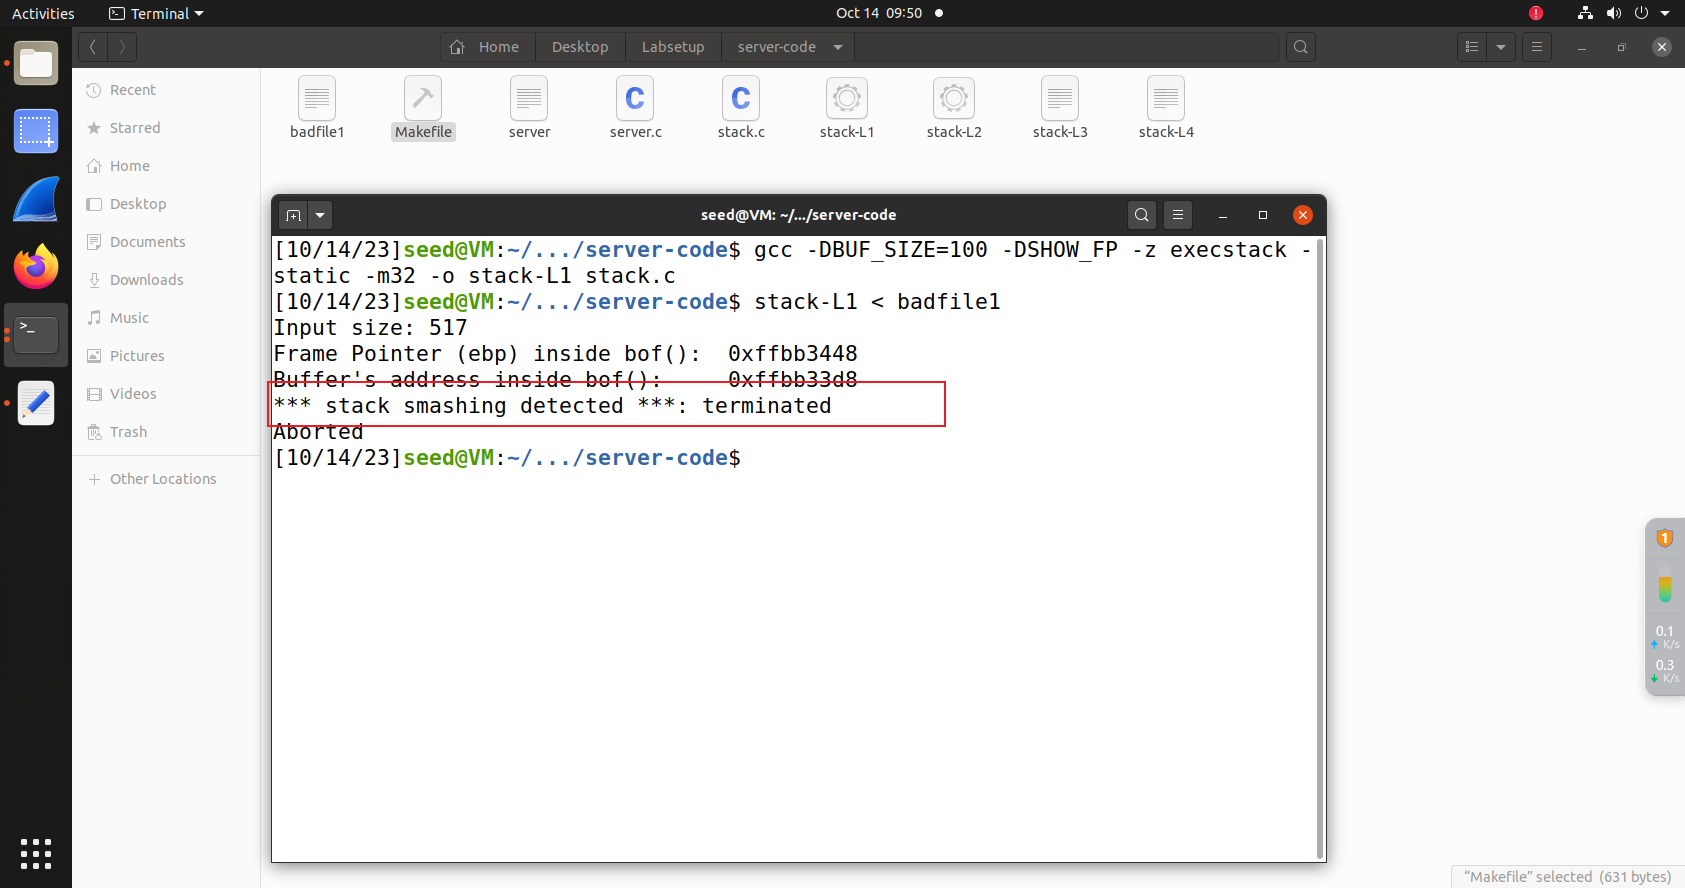 Activities
Terminal
Oct 14 09:50
Home
Desktop
Labsetup
server-code
Recent
Starred
Home
Desktop
Documents
Downloads
Music
Pictures
Videos
Trash
Other Locations
badfile1
Makefile
server
server.c
stack.c
stack-L1
stack-L2
stack-L3
stack-L4
seed@VM: ~/.../server-code
[10/14/23]seed@VM:~/.../server-code$ gcc -DBUF_SIZE=100 -DSHOW_FP -z execstack -
static -m32 -o stack-L1 stack.c
[10/14/23]seed@VM:~/.../server-code$ stack-L1 < badfile1
Input size: 517
Frame Pointer (ebp) inside bof():  0xffbb3448
Buffer's address inside bof():     0xffbb33d8
*** stack smashing detected ***: terminated
Aborted
[10/14/23]seed@VM:~/.../server-code$
1
0.1
K/s
0.3
K/s
"Makefile" selected (631 bytes)